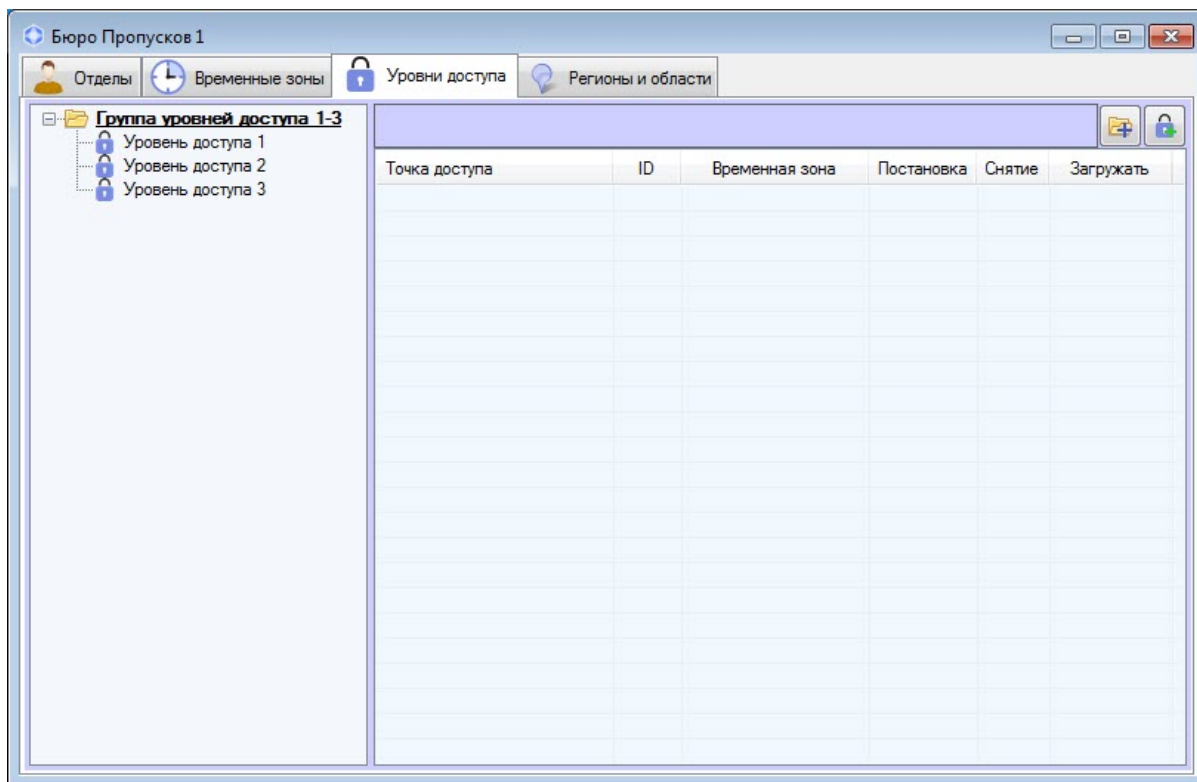 Бюро Пропусков 1
Отделы Временные зоны Уровни доступа Регионы и области
Группа уровней доступа 1-3
Уровень доступа 1
Уровень доступа 2
Уровень доступа 3
Точка доступа ID Временная зона Постановка Снятие Загружать